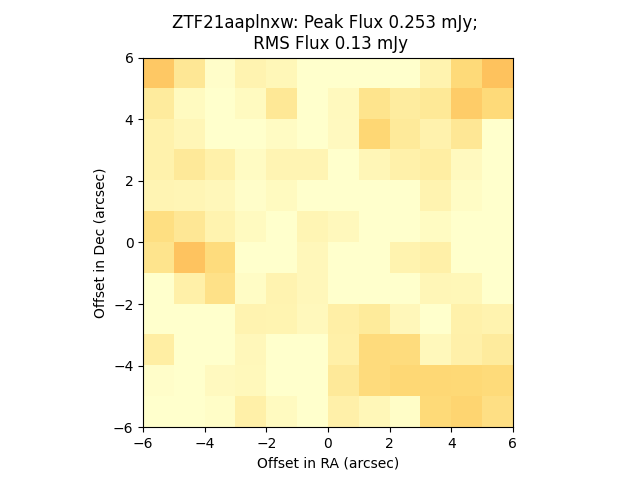 ZTF21aaplnxw: Peak Flux 0.253 mJy;
RMS Flux 0.13 mJy
6
4
2
0
−2
−4
−6
Offset in Dec (arcsec)
−6 −4 −2 0 2 4 6
Offset in RA (arcsec)